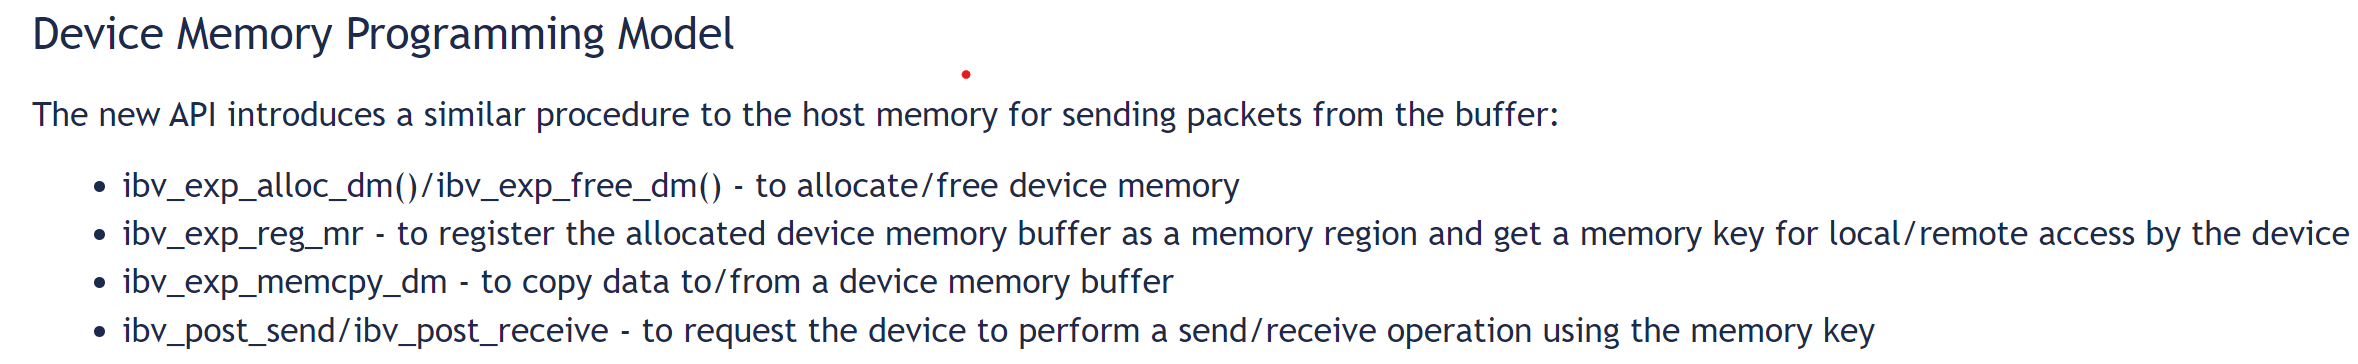 Device Memory Programming Model
The new API introduces a similar procedure to the host memory for sending packets from the buffer:
• ibv_exp_alloc_dm()/ibv_exp_free_dm() - to allocate/free device memory
• ibv_exp_reg_mr - to register the allocated device memory buffer as a memory region and get a memory key for local/remote access by the device
• ibv_exp_memcpy_dm - to copy data to/from a device memory buffer
• ibv_post_send/ibv_post_receive - to request the device to perform a send/receive operation using the memory key